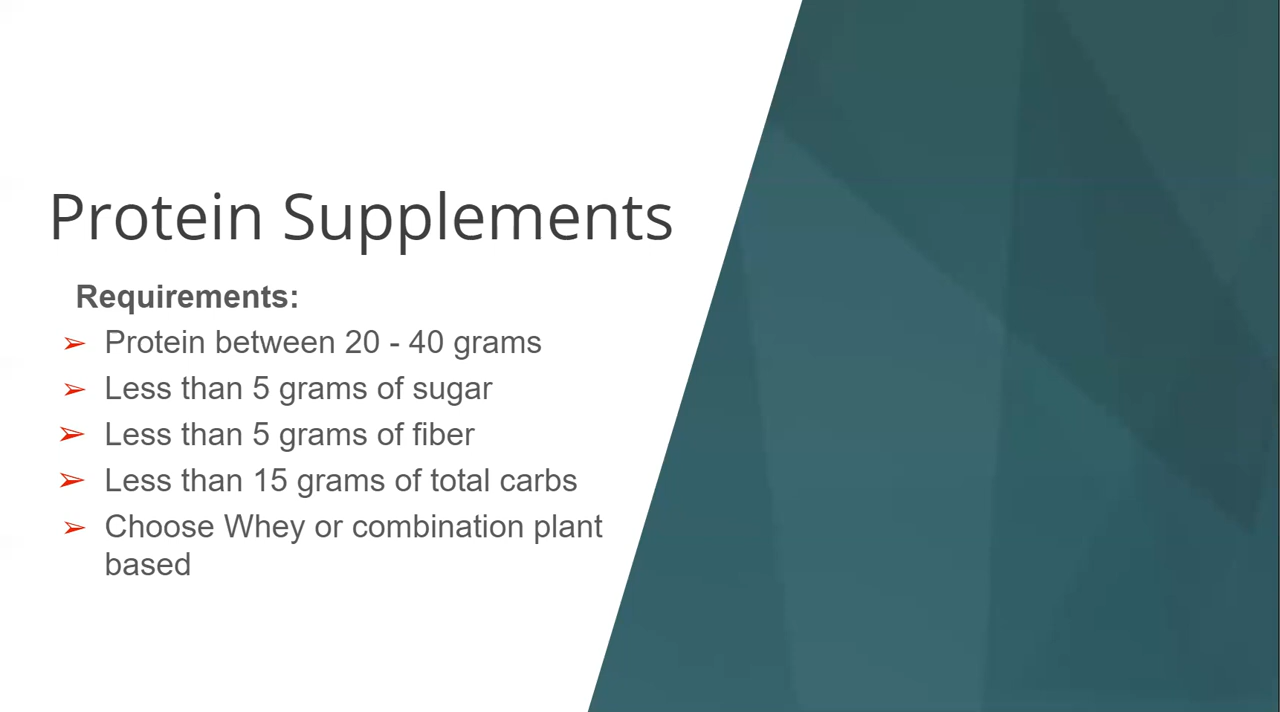 Protein Supplements
Requirements:
➢ Protein between 20 - 40 grams
➢ Less than 5 grams of sugar
➢ Less than 5 grams of fiber
➢ Less than 15 grams of total carbs
➢ Choose Whey or combination plant
based